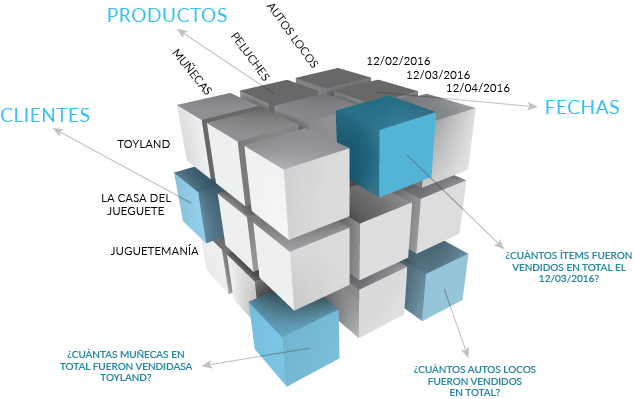 PRODUCTOS
AUTOS LOCOS
PELUCHES
MUÑECAS
12/02/2016
12/03/2016
12/04/2016
FECHAS
CLIENTES
TOYLAND
LA CASA DEL
JUEGUETE
JUGUETEMANÍA
¿CUÁNTOS ÍTEMS FUERON
VENDIDOS EN TOTAL EL
12/03/2016?
¿CUÁNTAS MUÑECAS EN
TOTAL FUERON VENDIDASA
TOYLAND?
¿CUÁNTOS AUTOS LOCOS
FUERON VENDIDOS
EN TOTAL?